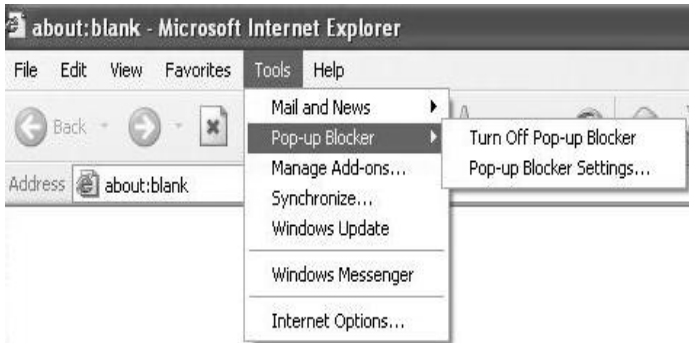 about:blank - Microsoft Internet Explorer
File Edit View Favorites Tools Help
Back
Address about:blank
Mail and News
Pop-up Blocker
Manage Add-ons...
Synchronize...
Windows Update
Windows Messenger
Internet Options...
Turn Off Pop-up Blocker
Pop-up Blocker Settings...